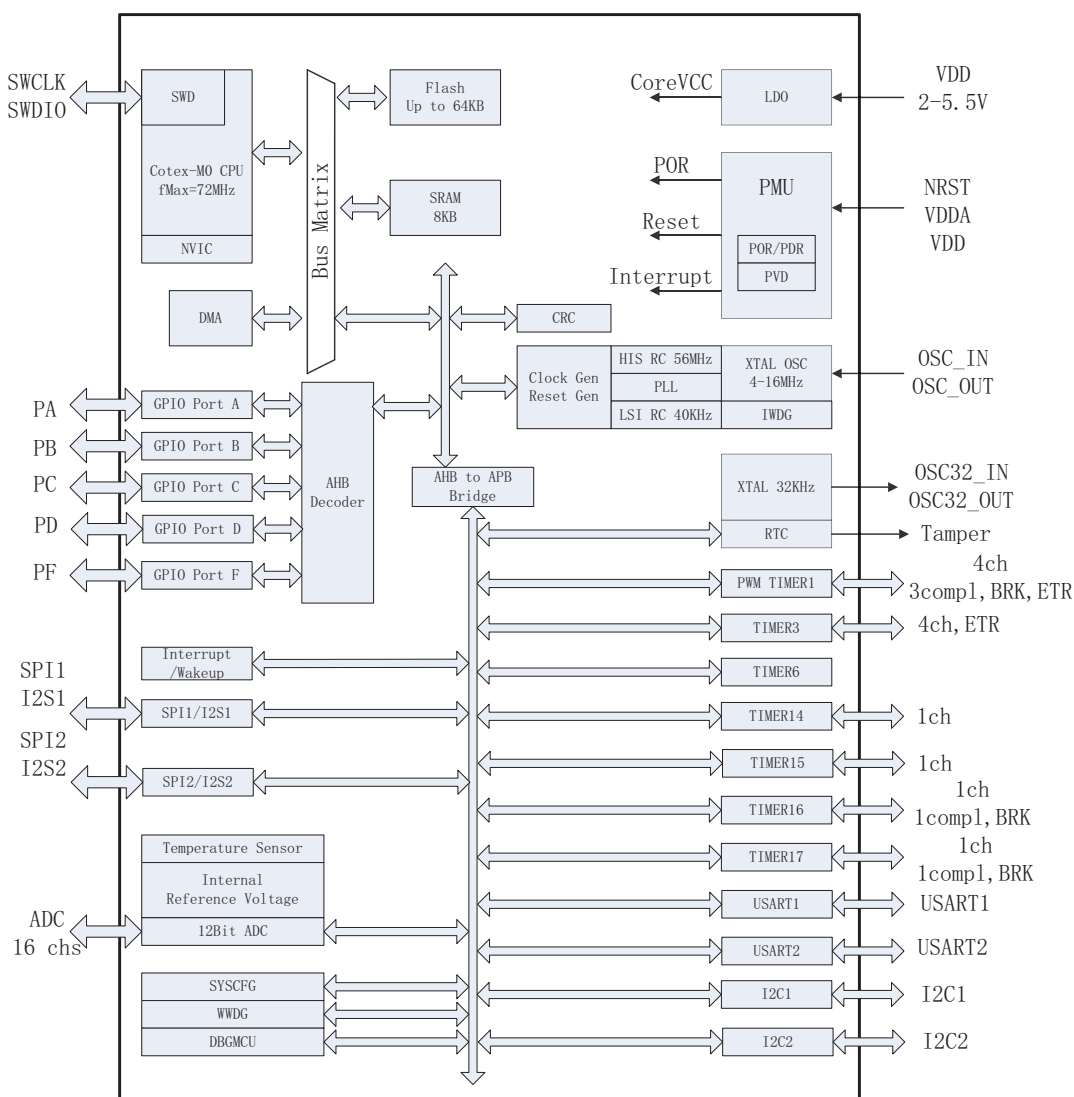 SWCLK
SWDIO
SWD
Cotex-M0 CPU
fMax=72MHz
NVIC
Bus Matrix
Flash
Up to 64KB
SRAM
8KB
DMA
CoreVCC
LDO
VDD
2-5.5V
POR
Reset
Interrupt
PMU
POR/PDR
PVD
NRST
VDDA
VDD
CRC
Clock Gen
Reset Gen
HIS RC 56MHz
PLL
LSI RC 40KHz
XTAL OSC
4-16MHz
IWDG
OSC_IN
OSC_OUT
PA
GPIO Port A
PB
GPIO Port B
PC
GPIO Port C
PD
GPIO Port D
PF
GPIO Port F
AHB
Decoder
AHB to APB
Bridge
XTAL 32KHz
RTC
OSC32_IN
OSC32_OUT
Tamper
PWM TIMER1
4ch
3compl,BRK,ETR
TIMER3
4ch,ETR
TIMER6
TIMER14
1ch
TIMER15
1ch
TIMER16
1ch
1compl,BRK
TIMER17
1ch
1compl,BRK
USART1
USART1
USART2
USART2
I2C1
I2C1
I2C2
I2C2
Interrupt
/Wakeup
SPI1
I2S1
SPI1/I2S1
SPI2
I2S2
SPI2/I2S2
Temperature Sensor
Internal
Reference Voltage
12Bit ADC
ADC
16 chs
SYSCFG
WWDG
DBGMCU